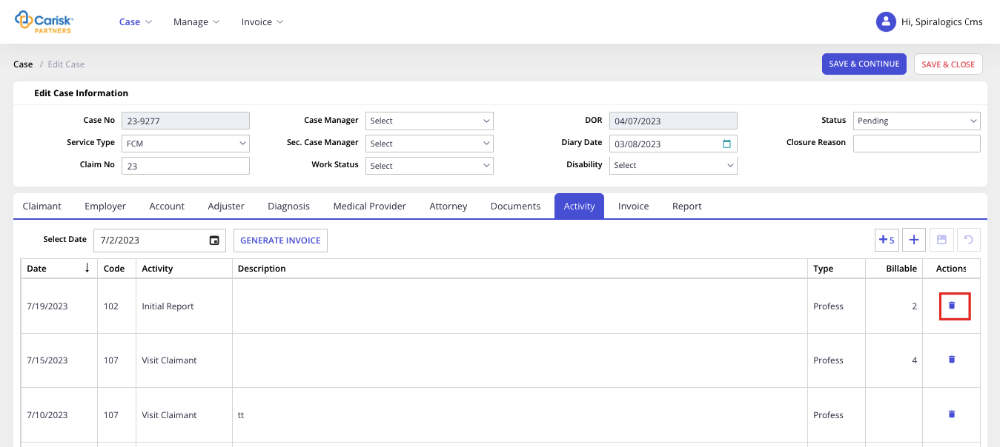 Carisk
PARTNERS
Case Manage Invoice Hi, Spiralogics Cms
Case / Edit Case SAVE & CONTINUE SAVE & CLOSE
Edit Case Information
Case No 23-9277 Case Manager Select DOR 04/07/2023 Status Pending
Service Type FCM Sec. Case Manager Select Diary Date 03/08/2023 Closure Reason
Claim No 23 Work Status Select Disability Select
Claimant Employer Account Adjuster Diagnosis Medical Provider Attorney Documents Activity Invoice Report
Select Date 7/2/2023 GENERATE INVOICE +5 +
Date ↓ Code Activity Description Type Billable Actions
7/19/2023 102 Initial Report Profess 2
7/15/2023 107 Visit Claimant Profess 4
7/10/2023 107 Visit Claimant tt Profess